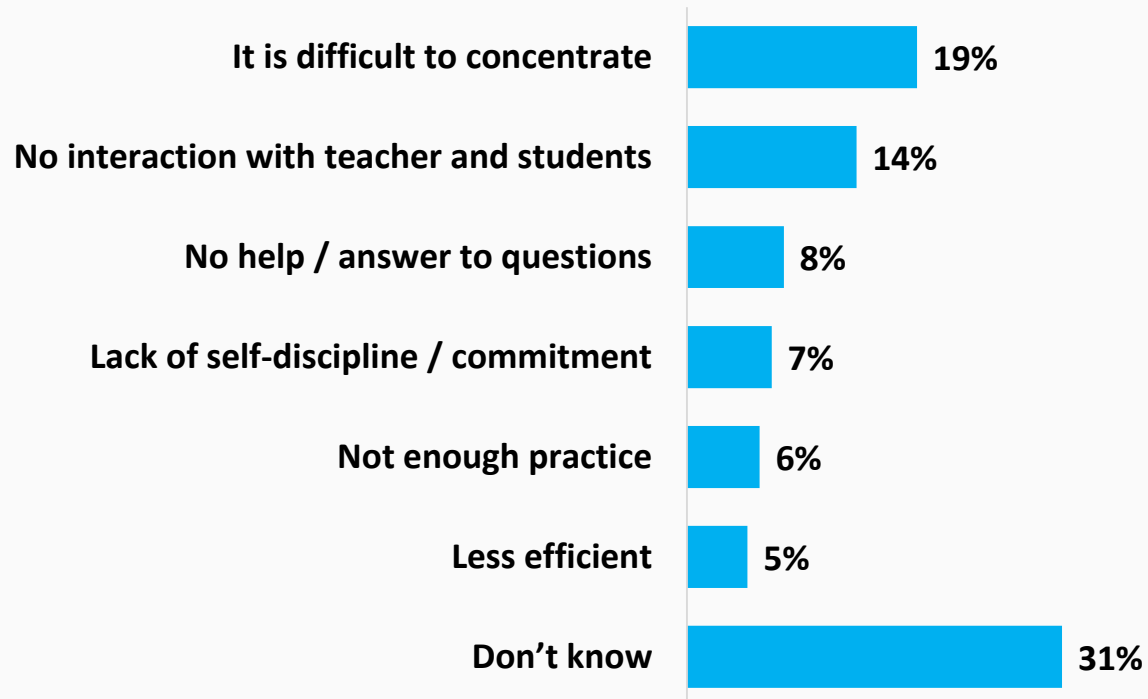 It is difficult to concentrate 19%
No interaction with teacher and students 14%
No help / answer to questions 8%
Lack of self-discipline / commitment 7%
Not enough practice 6%
Less efficient 5%
Don’t know 31%